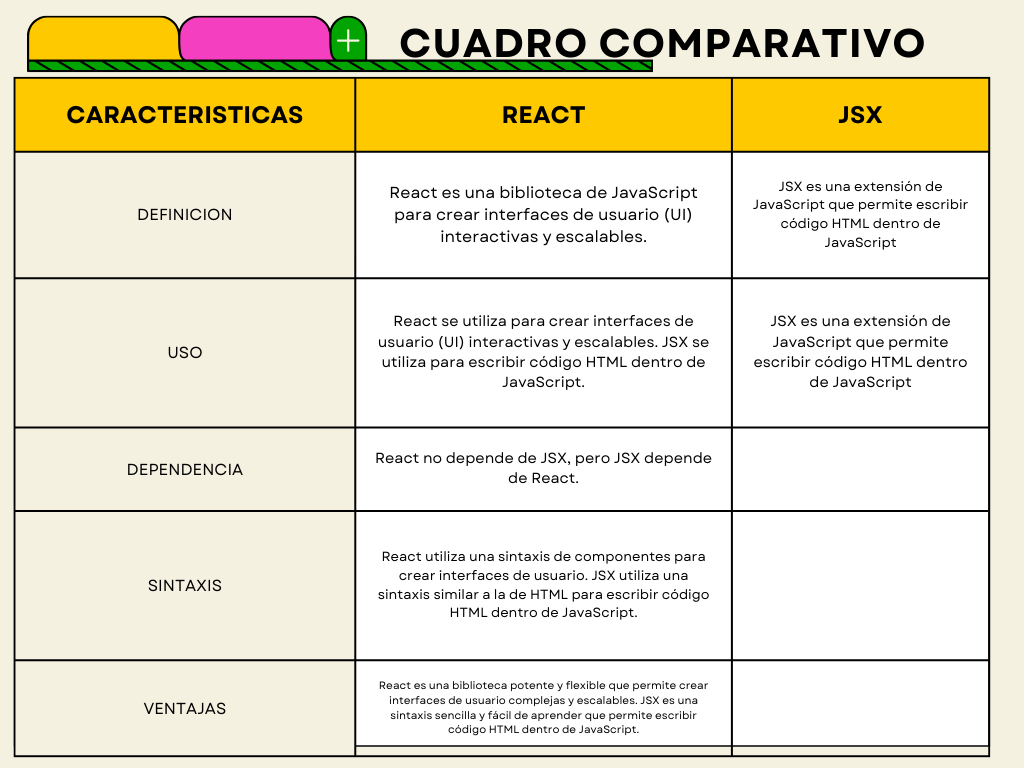 CUADRO COMPARATIVO
CARACTERISTICAS
REACT
JSX
DEFINICION
React es una biblioteca de JavaScript
para crear interfaces de usuario (UI)
interactivas y escalables.
JSX es una extensión de
JavaScript que permite escribir
código HTML dentro de
JavaScript
USO
React se utiliza para crear interfaces de
usuario (UI) interactivas y escalables. JSX se
utiliza para escribir código HTML dentro de
JavaScript.
JSX es una extensión de
JavaScript que permite
escribir código HTML dentro
de JavaScript
DEPENDENCIA
React no depende de JSX, pero JSX depende
de React.
SINTAXIS
React utiliza una sintaxis de componentes para
crear interfaces de usuario. JSX utiliza una
sintaxis similar a la de HTML para escribir código
HTML dentro de JavaScript.
VENTAJAS
React es una biblioteca potente y flexible que permite crear
interfaces de usuario complejas y escalables. JSX es una
sintaxis sencilla y fácil de aprender que permite escribir
código HTML dentro de JavaScript.